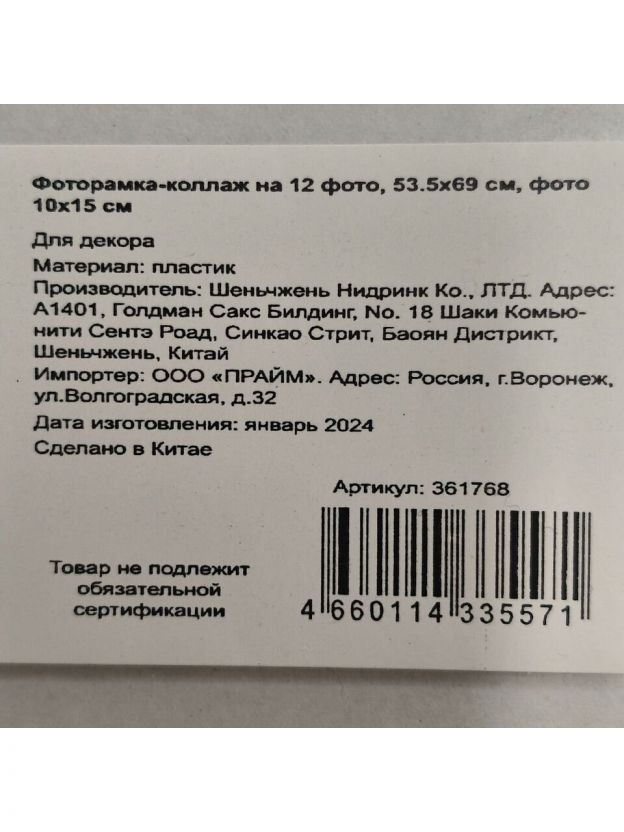 Фоторамка-коллаж на 12 фото, 53.5x69 см, фото
10x15 см
Для декора
Материал: пластик
Производитель: Шеньчжень Нидринк Ко., ЛТД. Адрес:
А1401, Голдман Сакс Билдинг, No. 18 Шаки Комью-
нити Сентэ Роад, Синкао Стрит, Баоян Дистрикт,
Шеньчжень, Китай
Импортер: ООО «ПРАЙМ». Адрес: Россия, г.Воронеж,
ул.Волгоградская, д.32
Дата изготовления: январь 2024
Сделано в Китае
Артикул: 361768
Товар не подлежит
обязательной
сертификации
4 660114 335571